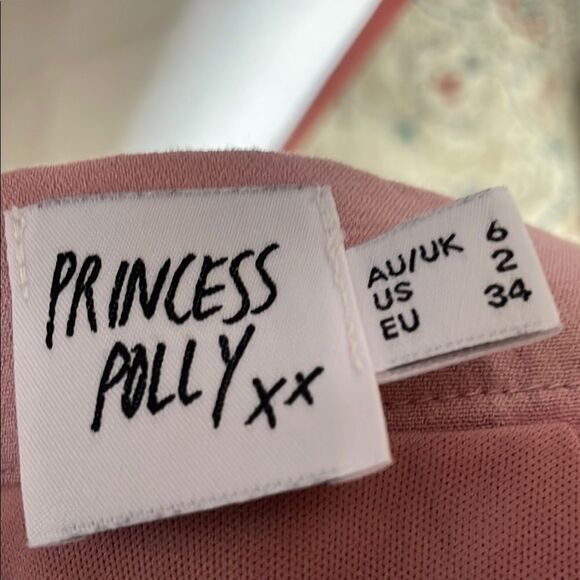 PRINCESS
POLLY xx
AU/UK 6
US 2
EU 34